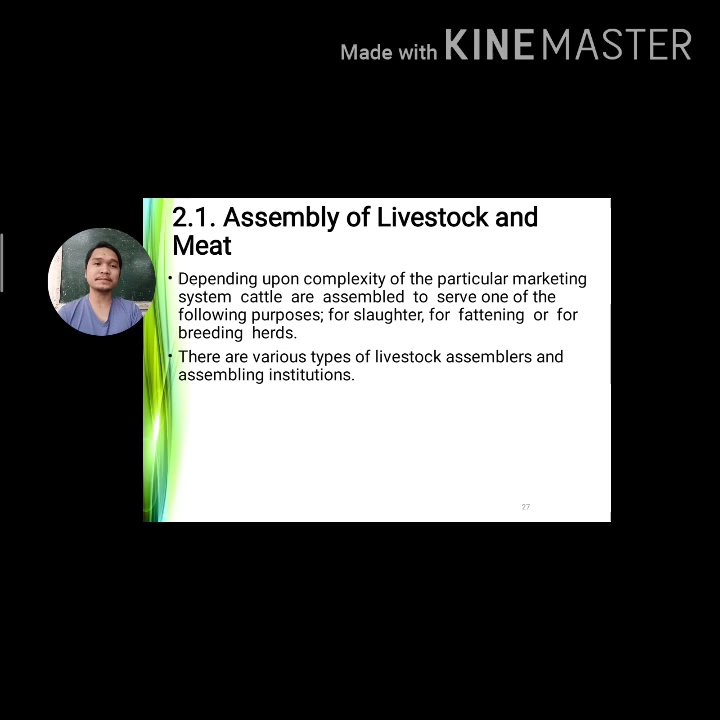 Made with KINEMASTER
2.1. Assembly of Livestock and
Meat
• Depending upon complexity of the particular marketing
system cattle are assembled to serve one of the
following purposes; for slaughter, for fattening or for
breeding herds.
• There are various types of livestock assemblers and
assembling institutions.
27